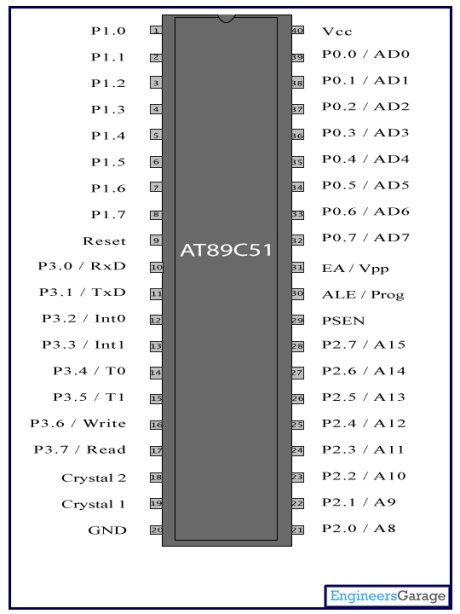 P1.0 1 40 Vcc
P1.1 2 39 P0.0 / AD0
P1.2 3 38 P0.1 / AD1
P1.3 4 37 P0.2 / AD2
P1.4 5 36 P0.3 / AD3
P1.5 6 35 P0.4 / AD4
P1.6 7 34 P0.5 / AD5
P1.7 8 33 P0.6 / AD6
Reset 9 32 P0.7 / AD7
AT89C51
P3.0 / RxD 10 31 EA / Vpp
P3.1 / TxD 11 30 ALE / Prog
P3.2 / Int0 12 29 PSEN
P3.3 / Int1 13 28 P2.7 / A15
P3.4 / T0 14 27 P2.6 / A14
P3.5 / T1 15 26 P2.5 / A13
P3.6 / Write 16 25 P2.4 / A12
P3.7 / Read 17 24 P2.3 / A11
Crystal 2 18 23 P2.2 / A10
Crystal 1 19 22 P2.1 / A9
GND 20 21 P2.0 / A8
EngineersGarage